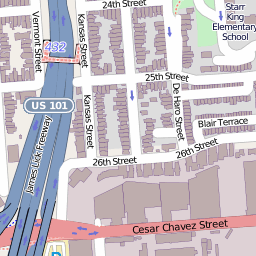 24th Street
Starr
King
Elementary
School
Vermont Street
Kansas Street
432
25th Street
De Haro Street
US 101
Kansas Street
Blair Terrace
James Lick Freeway
26th Street
26th Street
Cesar Chavez Street
P